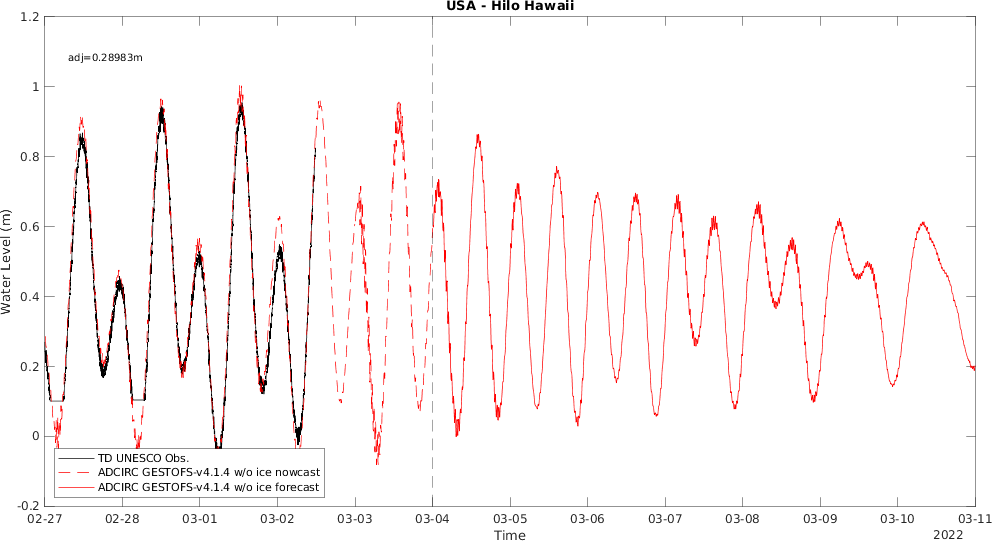 USA - Hilo Hawaii
adj=0.28983m
Water Level (m)
1.2
1
0.8
0.6
0.4
0.2
0
-0.2
TD UNESCO Obs.
ADCIRC GESTOFS-v4.1.4 w/o ice nowcast
ADCIRC GESTOFS-v4.1.4 w/o ice forecast
02-27 02-28 03-01 03-02 03-03 03-04 03-05 03-06 03-07 03-08 03-09 03-10 03-11
Time
2022